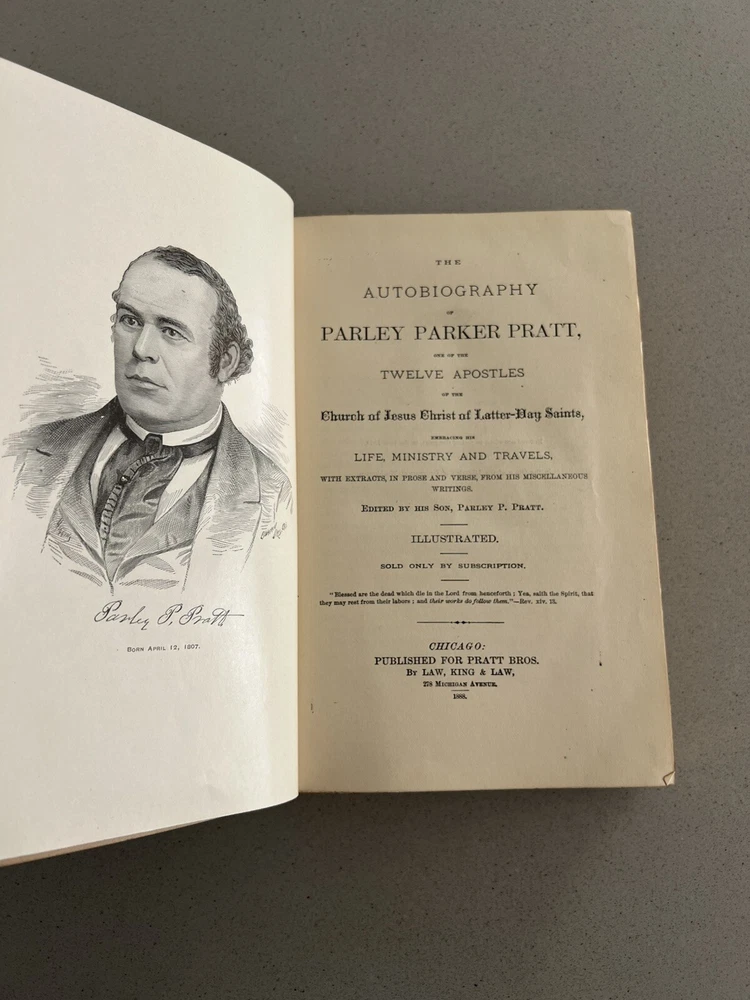 Parley P. Pratt
BORN APRIL 12, 1807.
THE
AUTOBIOGRAPHY
OF
PARLEY PARKER PRATT,
ONE OF THE
TWELVE APOSTLES
OF THE
Church of Jesus Christ of Latter-Day Saints,
EMBRACING HIS
LIFE, MINISTRY AND TRAVELS,
WITH EXTRACTS, IN PROSE AND VERSE, FROM HIS MISCELLANEOUS
WRITINGS.
EDITED BY HIS SON, PARLEY P. PRATT.
ILLUSTRATED.
SOLD ONLY BY SUBSCRIPTION.
"Blessed are the dead which die in the Lord from henceforth; Yea, saith the Spirit, that
they may rest from their labors; and their works do follow them."—Rev. xiv. 13.
CHICAGO:
PUBLISHED FOR PRATT BROS.
BY LAW, KING & LAW,
278 MICHIGAN AVENUE.
1888.